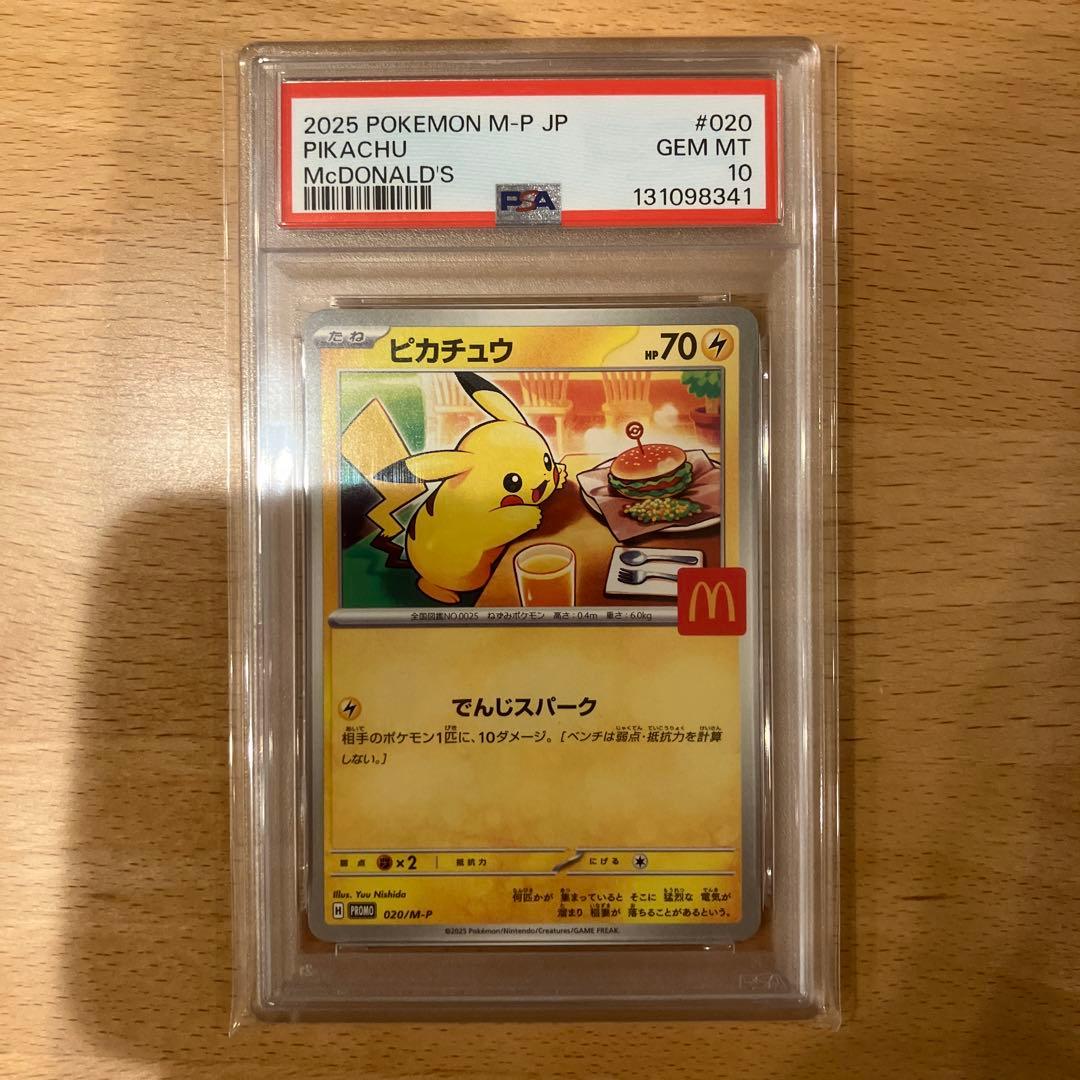 2025 POKEMON M-P JP
#020
PIKACHU
GEM MT
McDONALD'S
10
PSA
131098341
たね
ピカチュウ
HP70
M
全国図鑑NO.0025 ねずみポケモン 高さ:0.4m 重さ:6.0kg
でんじスパーク
相手のポケモン1匹に、10ダメージ。[ベンチは弱点・抵抗力を計算
しない。]
弱点 ×2 抵抗力 にげる
Illus. Yuu Nishida
何匹かが 集まっていると そこに 猛烈な 電気が
溜まり 稲妻が 落ちることがあるという。
H PROMO 020/M-P
©2025 Pokémon/Nintendo/Creatures/GAME FREAK.
PSA